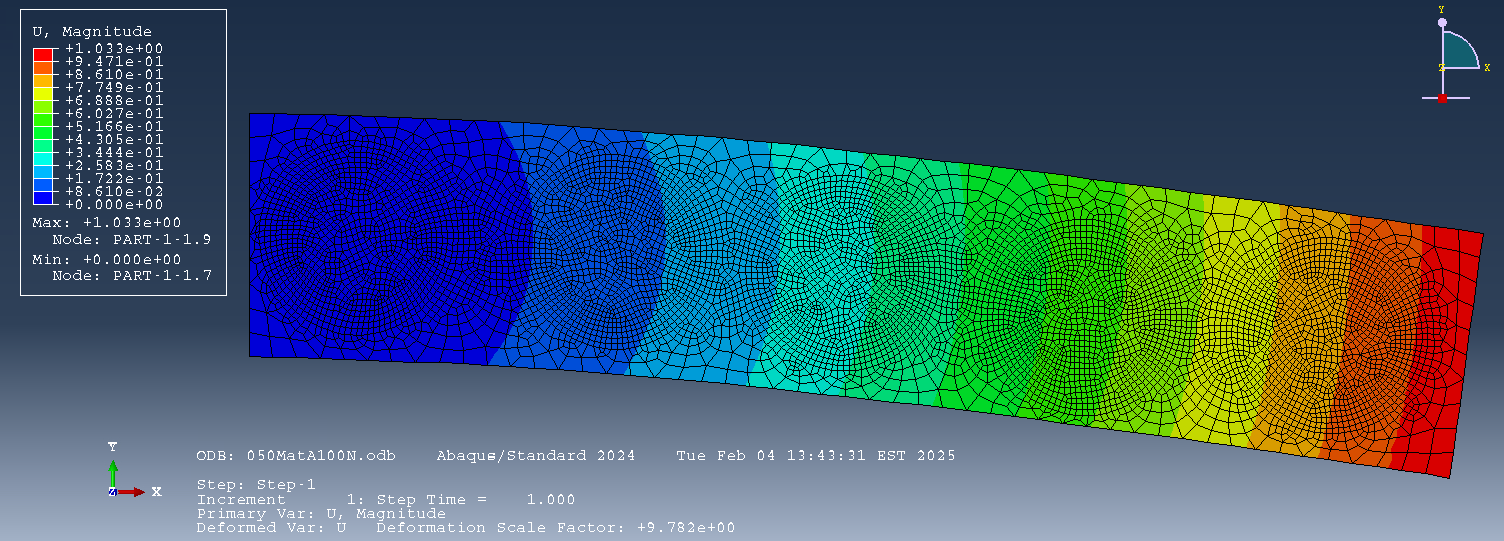 U, Magnitude
+1.033e+00
+9.471e-01
+8.610e-01
+7.749e-01
+6.888e-01
+6.027e-01
+5.166e-01
+4.305e-01
+3.444e-01
+2.583e-01
+1.722e-01
+8.610e-02
+0.000e+00
Max: +1.033e+00
Node: PART-1-1.9
Min: +0.000e+00
Node: PART-1-1.7
Y
Z X
Y
Z X
ODB: 050MatA100N.odb Abaqus/Standard 2024 Tue Feb 04 13:43:31 EST 2025
Step: Step-1
Increment 1: Step Time = 1.000
Primary Var: U, Magnitude
Deformed Var: U Deformation Scale Factor: +9.782e+00